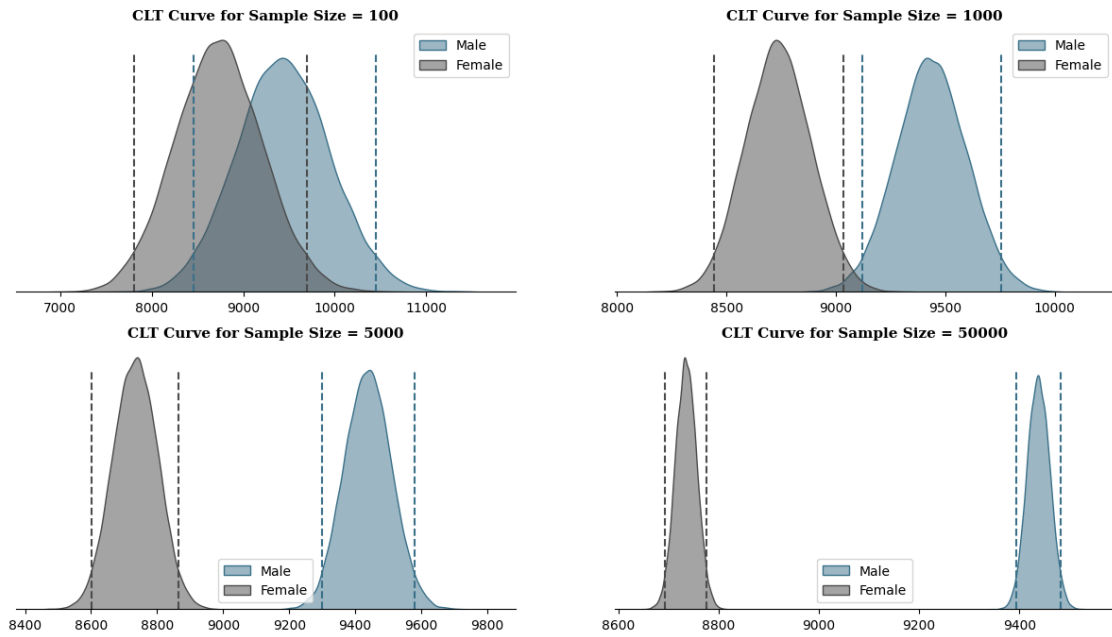 CLT Curve for Sample Size = 100
Male
Female
7000 8000 9000 10000 11000
CLT Curve for Sample Size = 1000
Male
Female
8000 8500 9000 9500 10000
CLT Curve for Sample Size = 5000
Male
Female
8400 8600 8800 9000 9200 9400 9600 9800
CLT Curve for Sample Size = 50000
Male
Female
8600 8800 9000 9200 9400